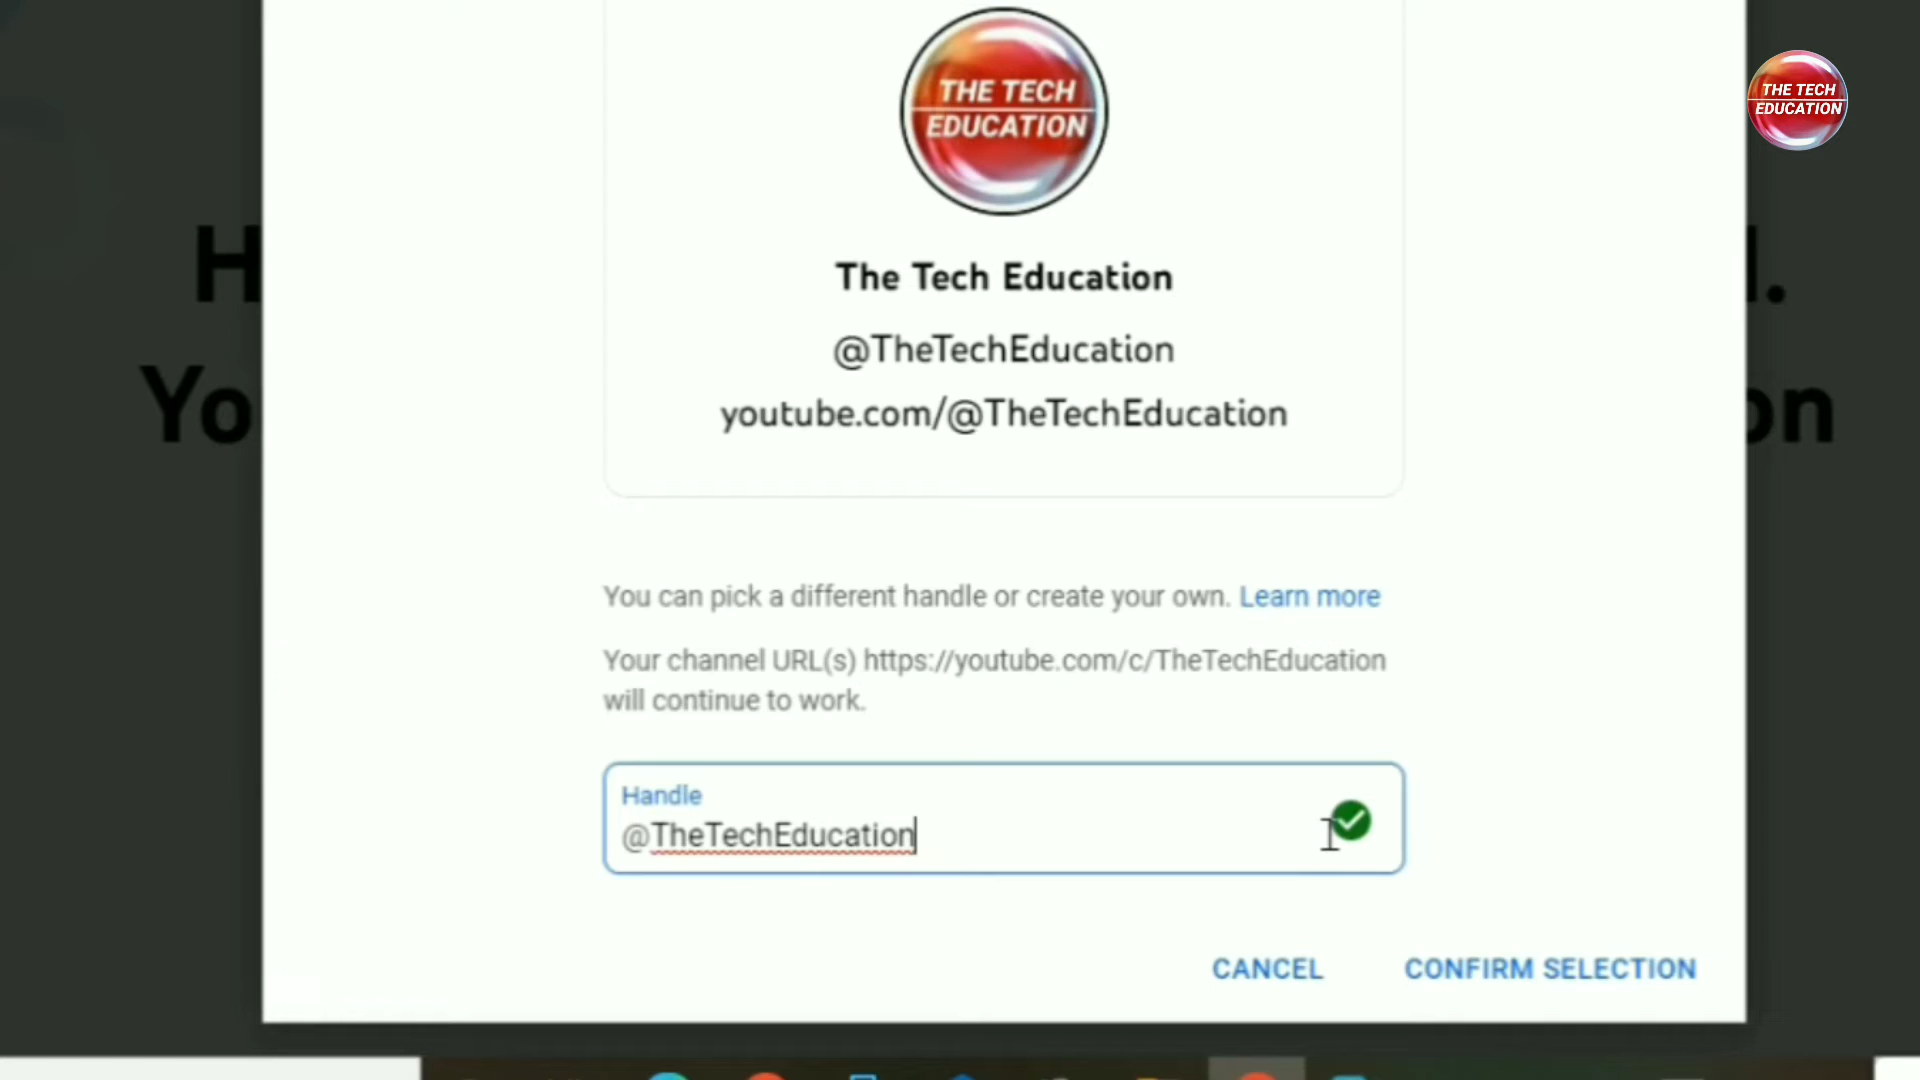 THE TECH
EDUCATION
THE TECH
EDUCATION
The Tech Education
@TheTechEducation
youtube.com/@TheTechEducation
You can pick a different handle or create your own. Learn more
Your channel URL(s) https://youtube.com/c/TheTechEducation
will continue to work.
Handle
@TheTechEducation
CANCEL
CONFIRM SELECTION